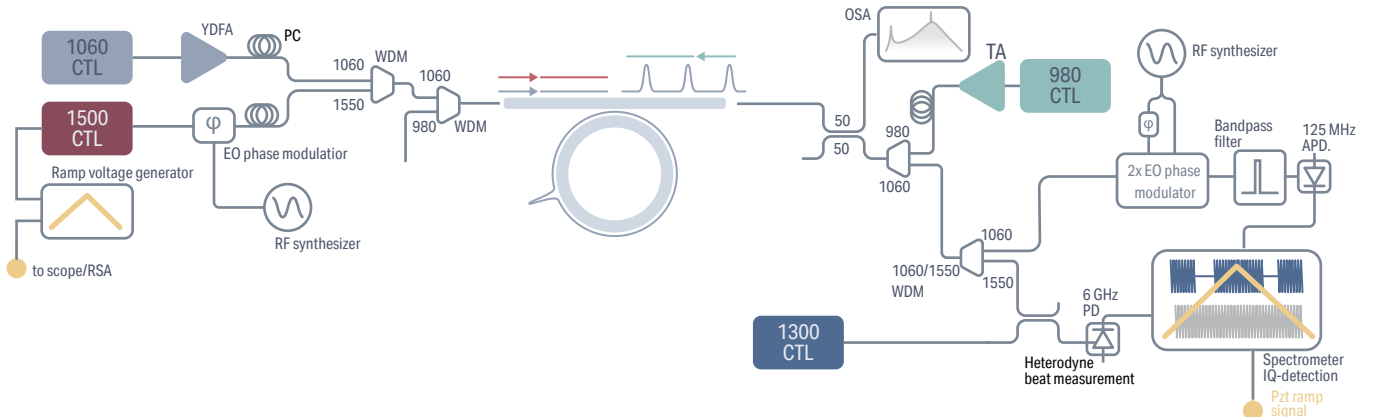 1060
CTL
YDFA
PC
1060
WDM
1550
1060
980
WDM
1500
CTL
φ
EO phase modulatior
Ramp voltage generator
RF synthesizer
to scope/RSA
OSA
50
50
980
1060
TA
980
CTL
RF synthesizer
φ
2x EO phase
modulator
Bandpass
filter
125 MHz
APD.
1060
1060/1550
WDM
1550
1300
CTL
6 GHz
PD
Heterodyne
beat measurement
Spectrometer
IQ-detection
Pzt ramp
signal